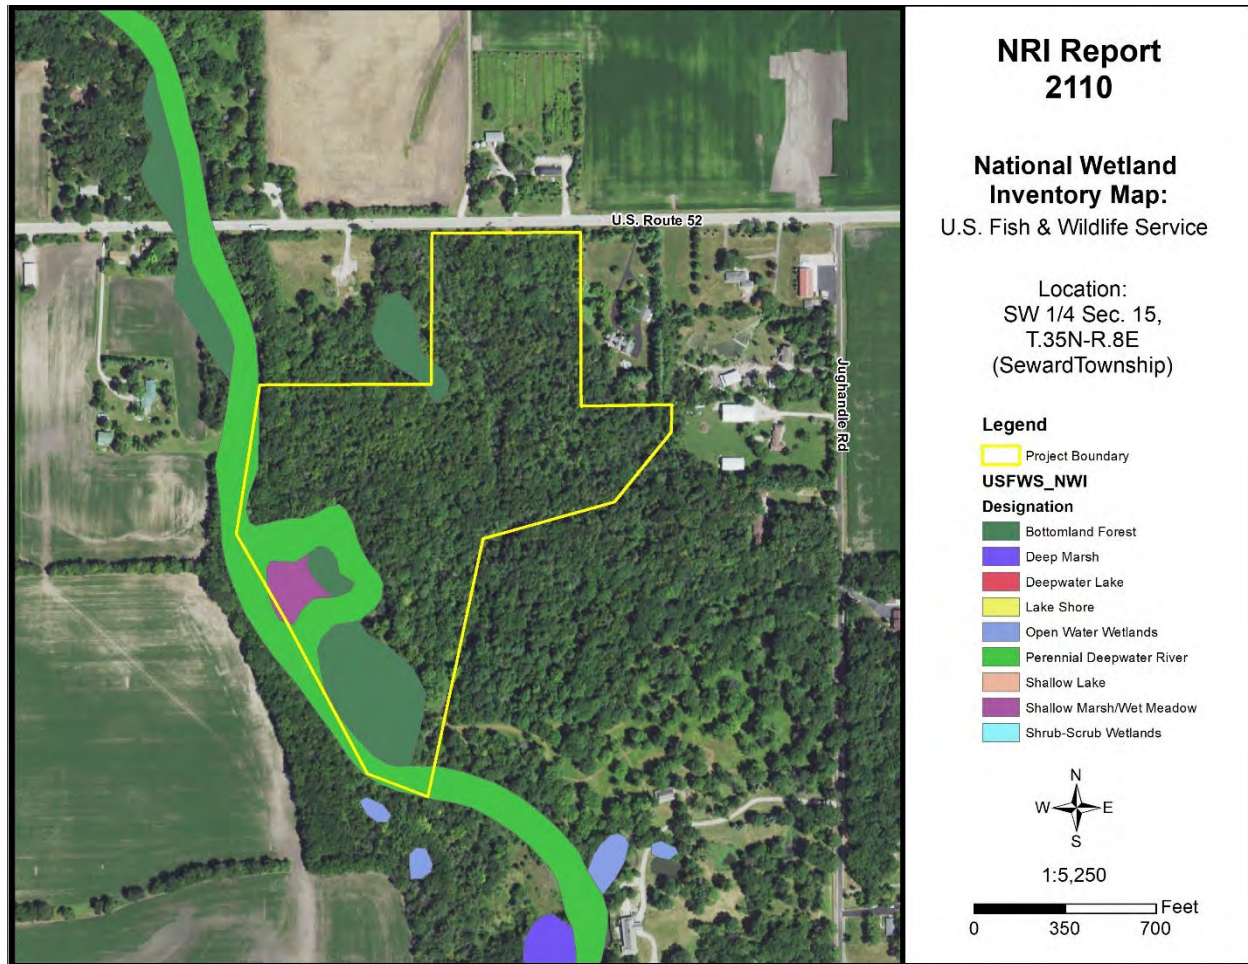 U.S. Route 52
Jughandle Rd
NRI Report
2110
National Wetland
Inventory Map:
U.S. Fish & Wildlife Service
Location:
SW 1/4 Sec. 15,
T.35N-R.8E
(SewardTownship)
Legend
Project Boundary
USFWS_NWI
Designation
Bottomland Forest
Deep Marsh
Deepwater Lake
Lake Shore
Open Water Wetlands
Perennial Deepwater River
Shallow Lake
Shallow Marsh/Wet Meadow
Shrub-Scrub Wetlands
N
W E
S
1:5,250
Feet
0 350 700